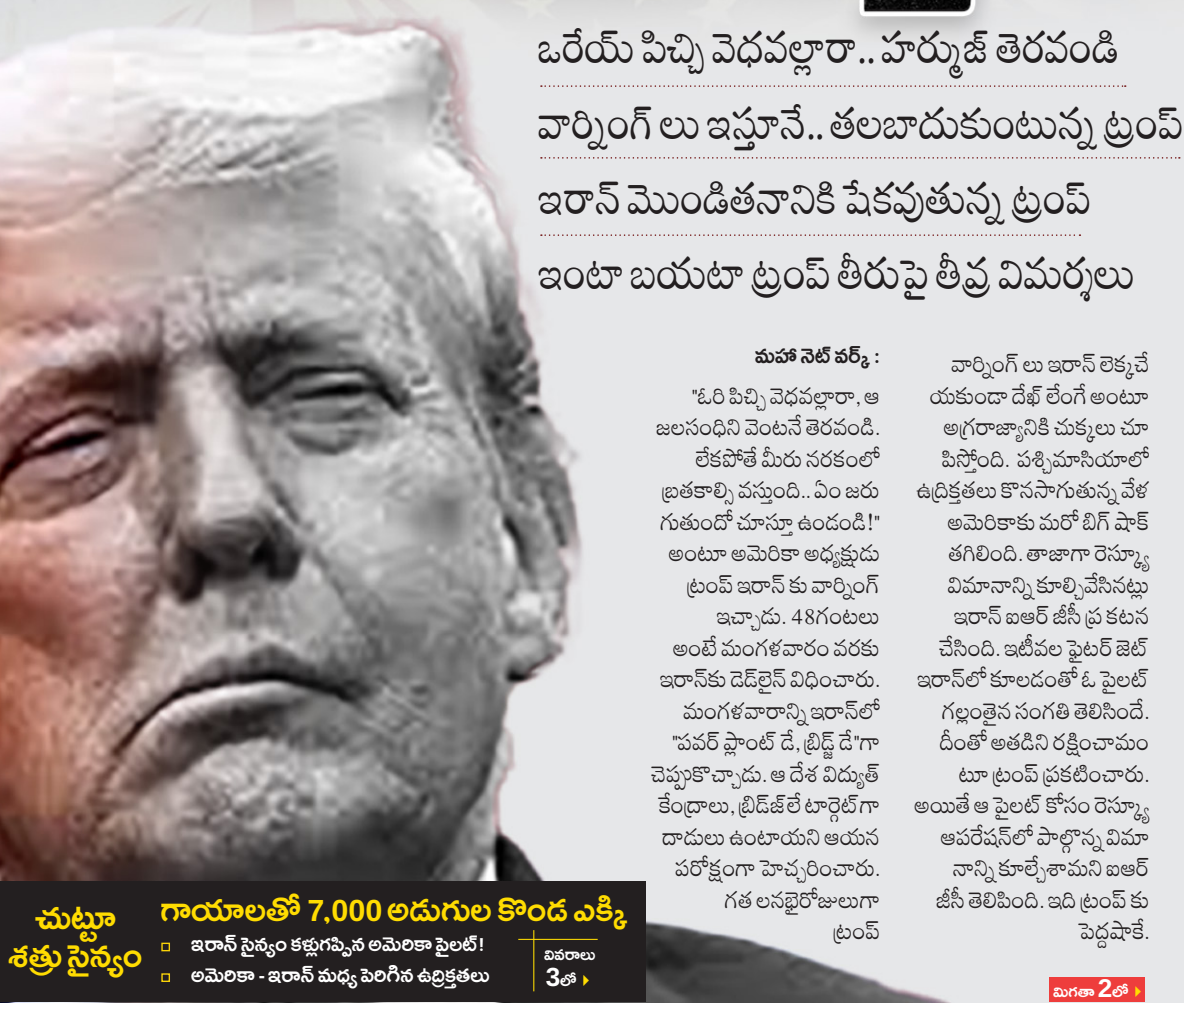 ఒరేయ్ పిచ్చి వెధవల్లారా.. హర్ముజ్ తెరవండి
వార్నింగ్ లు ఇస్తూనే.. తలబాదుకుంటున్న ట్రంప్
ఇరాన్ మొండితనానికి షేకవుతున్న ట్రంప్
ఇంటా బయటా ట్రంప్ తీరుపై తీవ్ర విమర్శలు
మహా నెట్ వర్క్ :
"ఓరి పిచ్చి వెధవల్లారా, ఆ
జలసంధిని వెంటనే తెరవండి.
లేకపోతే మీరు నరకంలో
బ్రతకాల్సి వస్తుంది.. ఏం జరు
గుతుందో చూస్తూ ఉండండి!"
అంటూ అమెరికా అధ్యక్షుడు
ట్రంప్ ఇరాన్ కు వార్నింగ్
ఇచ్చాడు. 48గంటలు
అంటే మంగళవారం వరకు
ఇరాన్‌కు డెడ్‌లైన్ విధించారు.
మంగళవారాన్ని ఇరాన్‌లో
"పవర్ ప్లాంట్ డే, బ్రిడ్జ్ డే"గా
చెప్పుకొచ్చాడు. ఆ దేశ విద్యుత్
కేంద్రాలు, బ్రిడ్జ్‌లే టార్గెట్‌గా
దాడులు ఉంటాయని ఆయన
పరోక్షంగా హెచ్చరించారు.
గత లనభైరోజులుగా
ట్రంప్
వార్నింగ్ లు ఇరాన్ లెక్కచే
యకుండా దేఖ్ లేంగే అంటూ
అగ్రరాజ్యానికి చుక్కలు చూ
పిస్తోంది. పశ్చిమాసియాలో
ఉద్రిక్తతలు కొనసాగుతున్న వేళ
అమెరికాకు మరో బిగ్ షాక్
తగిలింది. తాజాగా రెస్క్యూ
విమానాన్ని కూల్చివేసినట్లు
ఇరాన్ ఐఆర్ జీసీ ప్ర కటన
చేసింది. ఇటీవల ఫైటర్ జెట్
ఇరాన్‌లో కూలడంతో ఓ పైలట్
గల్లంతైన సంగతి తెలిసిందే.
దీంతో అతడిని రక్షించామం
టూ ట్రంప్ ప్రకటించారు.
అయితే ఆ పైలట్ కోసం రెస్క్యూ
ఆపరేషన్‌లో పాల్గొన్న విమా
నాన్ని కూల్చేశామని ఐఆర్
జీసీ తెలిపింది. ఇది ట్రంప్ కు
పెద్దషాకే.
చుట్టూ
శత్రు సైన్యం
గాయాలతో 7,000 అడుగుల కొండ ఎక్కి
ఇరాన్ సైన్యం కళ్లుగప్పిన అమెరికా పైలట్!
అమెరికా - ఇరాన్ మధ్య పెరిగిన ఉద్రిక్తతలు
వివరాలు
3లో
మిగతా 2లో